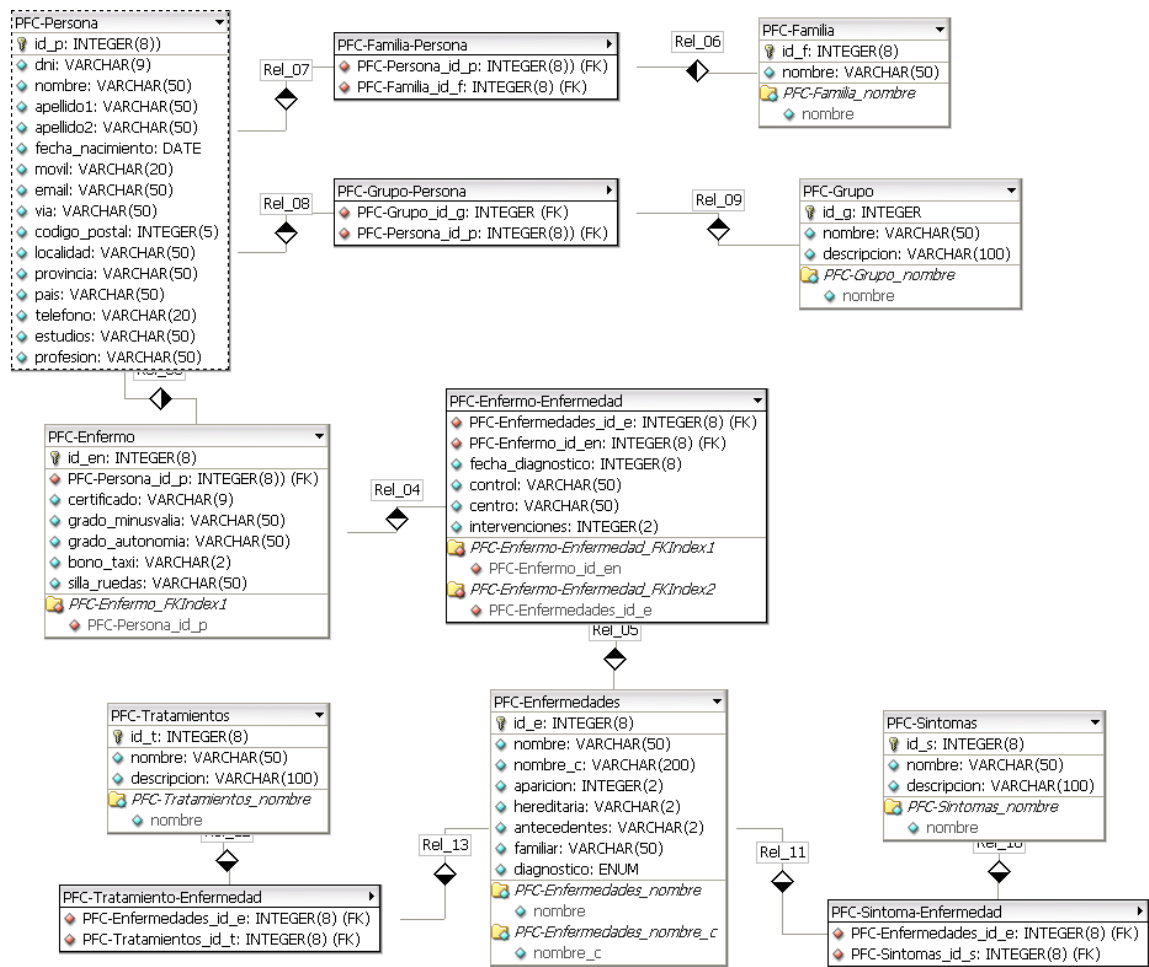 PFC-Persona
id_p: INTEGER(8))
dni: VARCHAR(9)
nombre: VARCHAR(50)
apellido1: VARCHAR(50)
apellido2: VARCHAR(50)
fecha_nacimiento: DATE
movil: VARCHAR(20)
email: VARCHAR(50)
via: VARCHAR(50)
codigo_postal: INTEGER(5)
localidad: VARCHAR(50)
provincia: VARCHAR(50)
pais: VARCHAR(50)
telefono: VARCHAR(20)
estudios: VARCHAR(50)
profesion: VARCHAR(50)
Rel_07
PFC-Familia-Persona
PFC-Persona_id_p: INTEGER(8)) (FK)
PFC-Familia_id_f: INTEGER(8) (FK)
Rel_06
PFC-Familia
id_f: INTEGER(8)
nombre: VARCHAR(50)
PFC-Familia_nombre
nombre
Rel_08
PFC-Grupo-Persona
PFC-Grupo_id_g: INTEGER (FK)
PFC-Persona_id_p: INTEGER(8)) (FK)
Rel_09
PFC-Grupo
id_g: INTEGER
nombre: VARCHAR(50)
descripcion: VARCHAR(100)
PFC-Grupo_nombre
nombre
PFC-Enfermo
id_en: INTEGER(8)
PFC-Persona_id_p: INTEGER(8)) (FK)
certificado: VARCHAR(9)
grado_minusvalia: VARCHAR(50)
grado_autonomia: VARCHAR(50)
bono_taxi: VARCHAR(2)
silla_ruedas: VARCHAR(50)
PFC-Enfermo_FKIndex1
PFC-Persona_id_p
Rel_04
PFC-Enfermo-Enfermedad
PFC-Enfermedades_id_e: INTEGER(8) (FK)
PFC-Enfermo_id_en: INTEGER(8) (FK)
fecha_diagnostico: INTEGER(8)
control: VARCHAR(50)
centro: VARCHAR(50)
intervenciones: INTEGER(2)
PFC-Enfermo-Enfermedad_FKIndex1
PFC-Enfermo_id_en
PFC-Enfermo-Enfermedad_FKIndex2
PFC-Enfermedades_id_e
Rel_05
PFC-Tratamientos
id_t: INTEGER(8)
nombre: VARCHAR(50)
descripcion: VARCHAR(100)
PFC-Tratamientos_nombre
nombre
PFC-Tratamiento-Enfermedad
PFC-Enfermedades_id_e: INTEGER(8) (FK)
PFC-Tratamientos_id_t: INTEGER(8) (FK)
Rel_13
PFC-Enfermedades
id_e: INTEGER(8)
nombre: VARCHAR(50)
nombre_c: VARCHAR(200)
aparicion: INTEGER(2)
hereditaria: VARCHAR(2)
antecedentes: VARCHAR(2)
familiar: VARCHAR(50)
diagnostico: ENUM
PFC-Enfermedades_nombre
nombre
PFC-Enfermedades_nombre_c
nombre_c
Rel_11
PFC-Sintomas
id_s: INTEGER(8)
nombre: VARCHAR(50)
descripcion: VARCHAR(100)
PFC-Sintomas_nombre
nombre
Rel_10
PFC-Sintoma-Enfermedad
PFC-Enfermedades_id_e: INTEGER(8) (FK)
PFC-Sintomas_id_s: INTEGER(8) (FK)